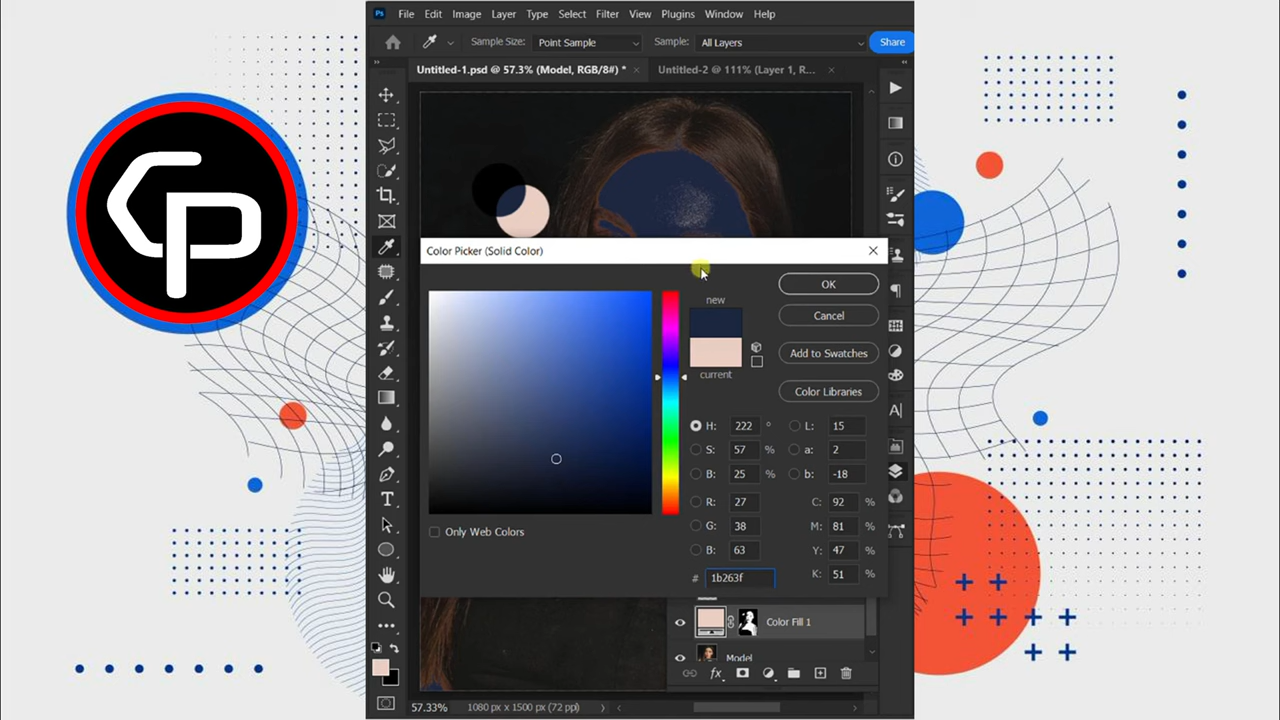 CP
Ps File Edit Image Layer Type Select Filter View Plugins Window Help
Sample Size: Point Sample Sample: All Layers Share
Untitled-1.psd @ 57.3% (Model, RGB/8#) * × Untitled-2 @ 111% (Layer 1, R... ×
Color Picker (Solid Color)
new
OK
Cancel
Add to Swatches
current
Color Libraries
H: 222 ° L: 15
S: 57 % a: 2
B: 25 % b: -18
R: 27 C: 92 %
G: 38 M: 81 %
B: 63 Y: 47 %
# 1b263f K: 51 %
Only Web Colors
Color Fill 1
Model
fx
57.33% 1080 px x 1500 px (72 ppi)